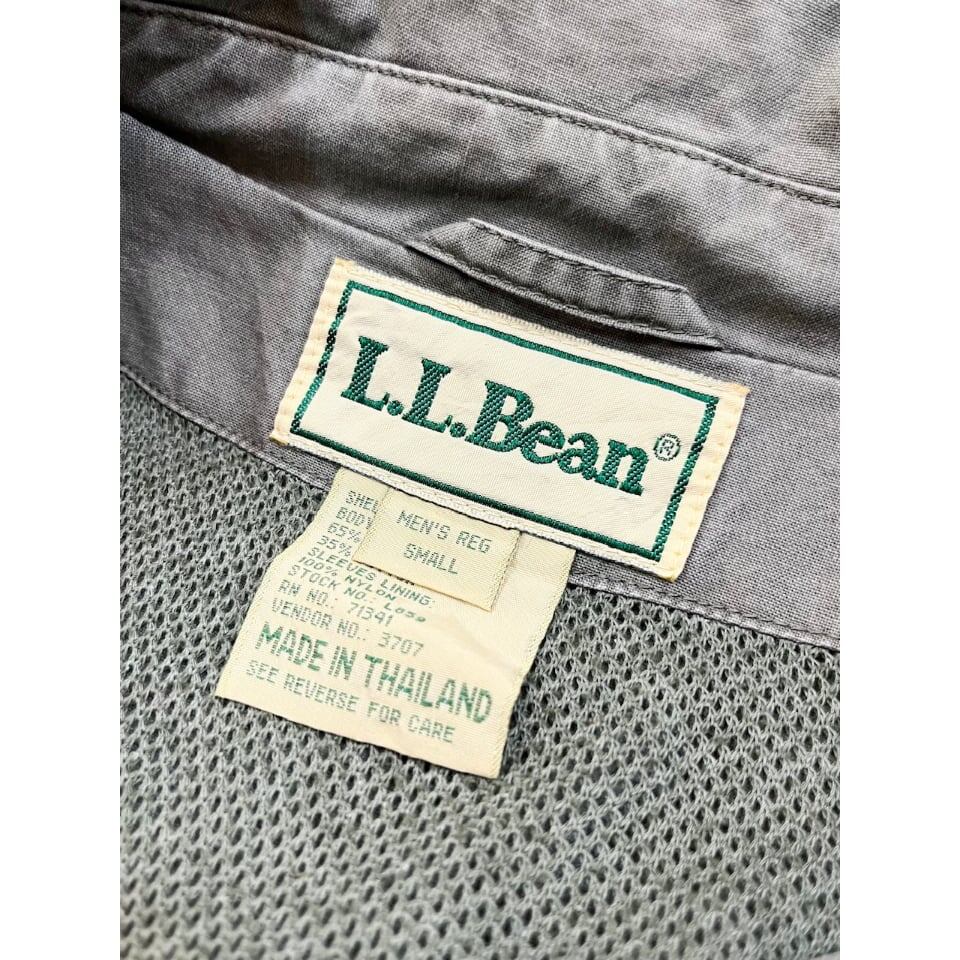 L.L.Bean®
MEN'S REG
SMALL
BODY
65%
35%
SLEEVES LINING:
100% NYLON
STOCK NO.:
RN NO.: 71341
VENDOR NO.: 3707
MADE IN THAILAND
SEE REVERSE FOR CARE